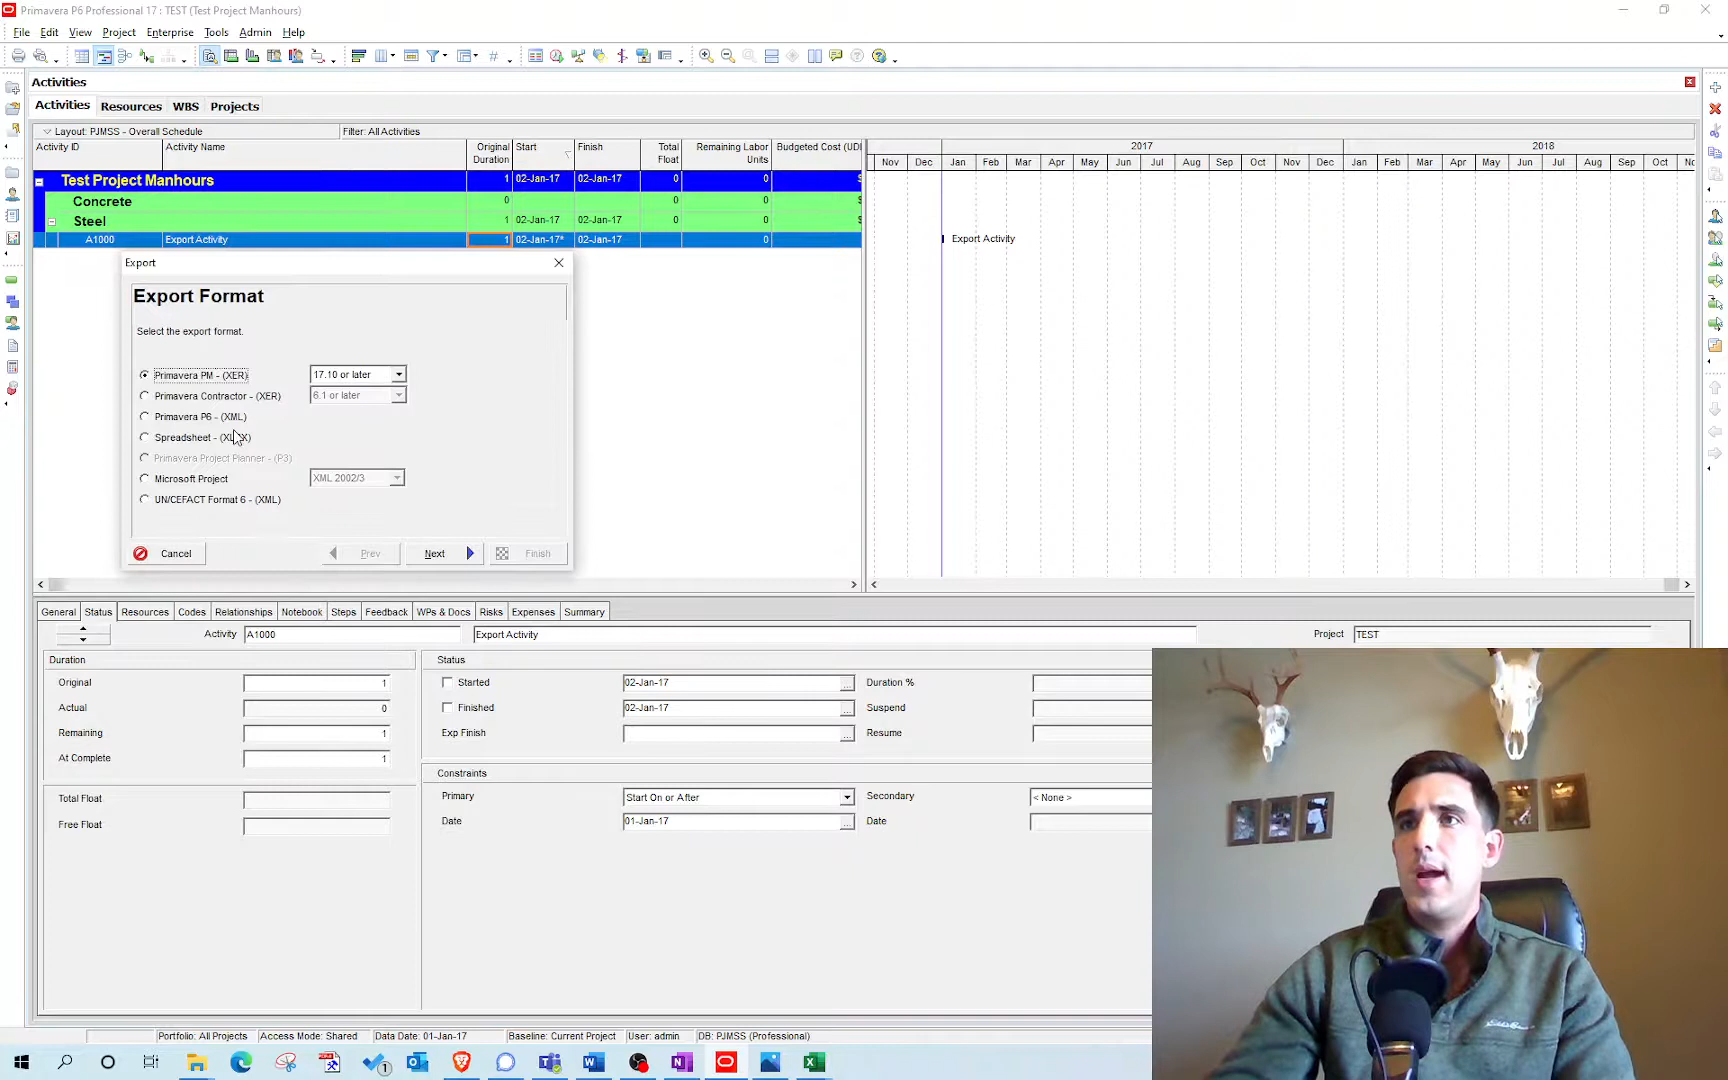 Primavera P6 Professional 17 : TEST (Test Project Manhours)
File Edit View Project Enterprise Tools Admin Help
Activities
Activities Resources WBS Projects
Layout: PJMSS - Overall Schedule Filter: All Activities
Activity ID Activity Name Original Duration Start Finish Total Float Remaining Labor Units Budgeted Cost (UDF
2017 2018
Nov Dec Jan Feb Mar Apr May Jun Jul Aug Sep Oct Nov Dec Jan Feb Mar Apr May Jun Jul Aug Sep Oct
Test Project Manhours 1 02-Jan-17 02-Jan-17 0 0
Concrete 0 0 0
Steel 1 02-Jan-17 02-Jan-17 0 0
A1000 Export Activity 1 02-Jan-17* 02-Jan-17 0
Export Activity
Export
Export Format
Select the export format.
Primavera PM - (XER) 17.10 or later
Primavera Contractor - (XER) 6.1 or later
Primavera P6 - (XML)
Spreadsheet - (XLSX)
Primavera Project Planner - (P3)
Microsoft Project XML 2002/3
UN/CEFACT Format 6 - (XML)
Cancel Prev Next Finish
General Status Resources Codes Relationships Notebook Steps Feedback WPs & Docs Risks Expenses Summary
Activity A1000 Export Activity Project TEST
Duration Status
Original 1 Started 02-Jan-17 Duration %
Actual 0 Finished 02-Jan-17 Suspend
Remaining 1 Exp Finish Resume
At Complete 1
Constraints
Total Float Primary Start On or After Secondary < None >
Free Float Date 01-Jan-17 Date
Portfolio: All Projects Access Mode: Shared Data Date: 01-Jan-17 Baseline: Current Project User: admin DB: PJMSS (Professional)